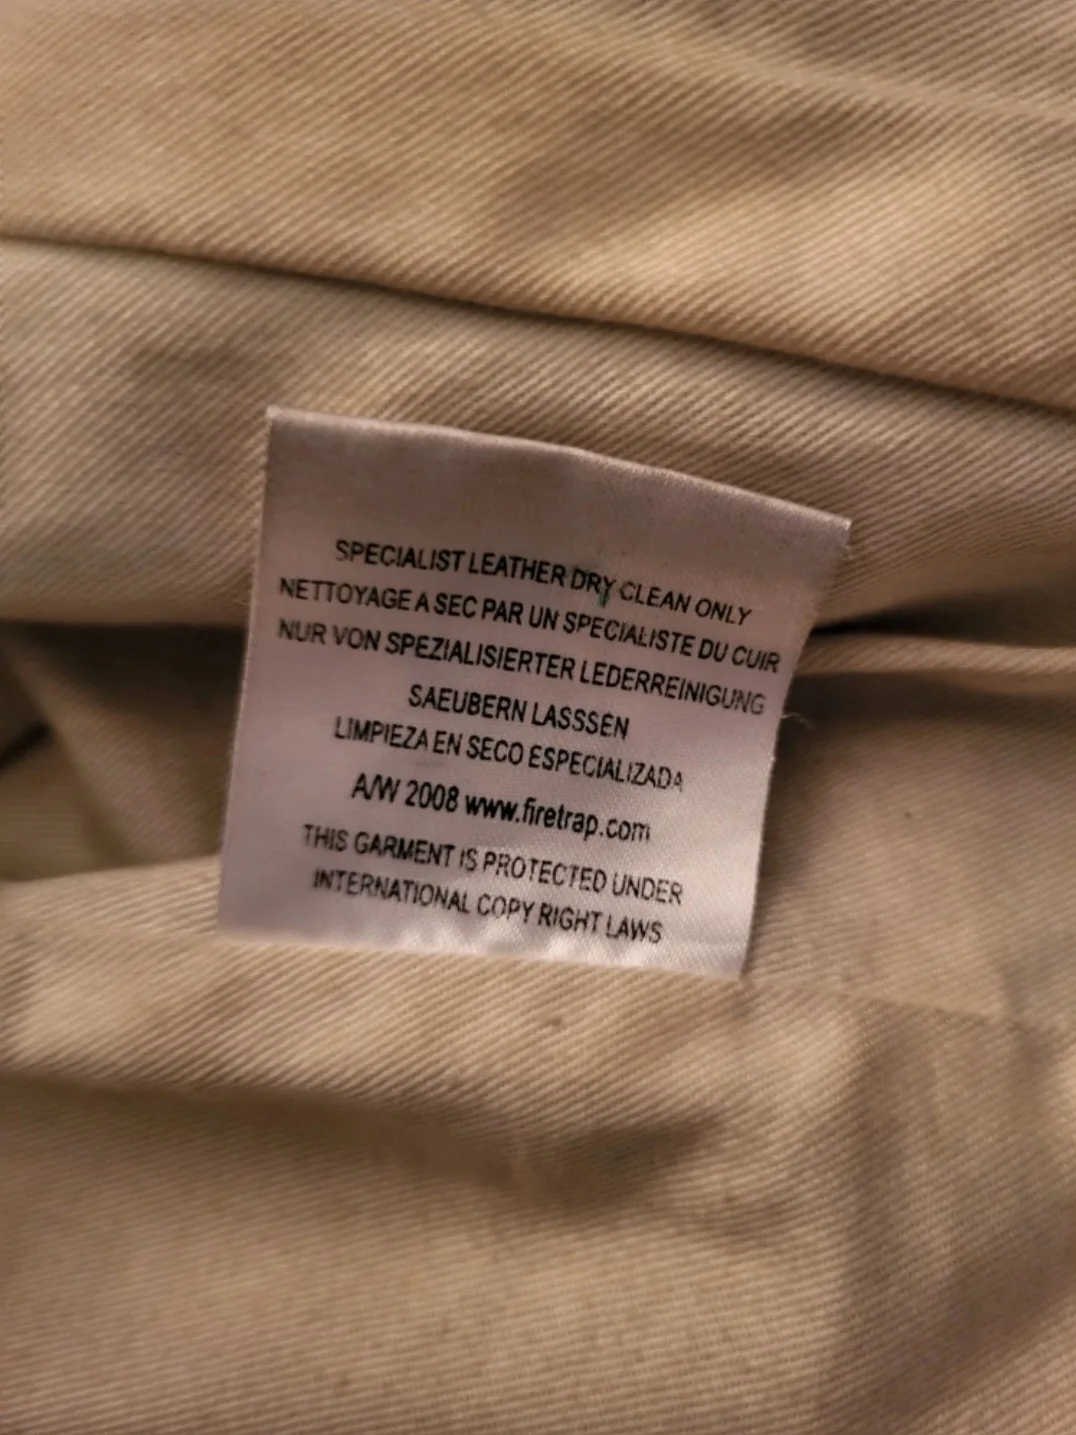 SPECIALIST LEATHER DRY CLEAN ONLY
NETTOYAGE A SEC PAR UN SPECIALISTE DU CUIR
NUR VON SPEZIALISIERTER LEDERREINIGUNG
SAEUBERN LASSSEN
LIMPIEZA EN SECO ESPECIALIZADA
A/W 2008 www.firetrap.com
THIS GARMENT IS PROTECTED UNDER
INTERNATIONAL COPY RIGHT LAWS